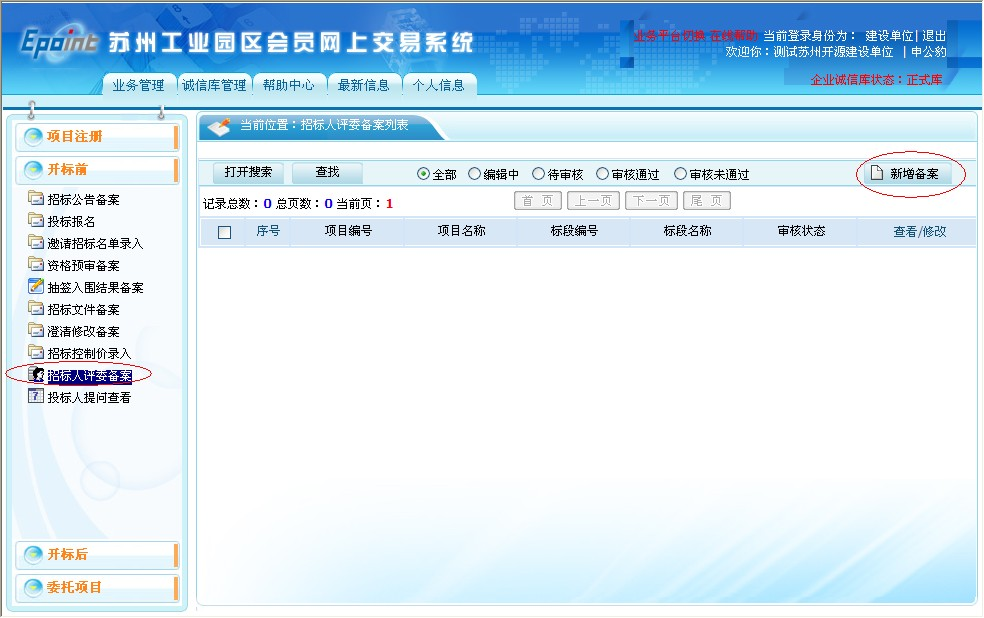 Epoint 苏州工业园区会员网上交易系统
业务平台切换 在线帮助 当前登录身份为： 建设单位| 退出
欢迎你：测试苏州开源建设单位 | 申公豹
企业诚信库状态：正式库
业务管理 诚信库管理 帮助中心 最新信息 个人信息
项目注册
开标前
招标公告备案
投标报名
邀请招标名单录入
资格预审备案
抽签入围结果备案
招标文件备案
澄清修改备案
招标控制价录入
招标人评委备案
投标人提问查看
开标后
委托项目
当前位置：招标人评委备案列表
打开搜索 查找 全部 编辑中 待审核 审核通过 审核未通过 新增备案
记录总数：0 总页数：0 当前页：1 首 页 上一页 下一页 尾 页
序号 项目编号 项目名称 标段编号 标段名称 审核状态 查看/修改